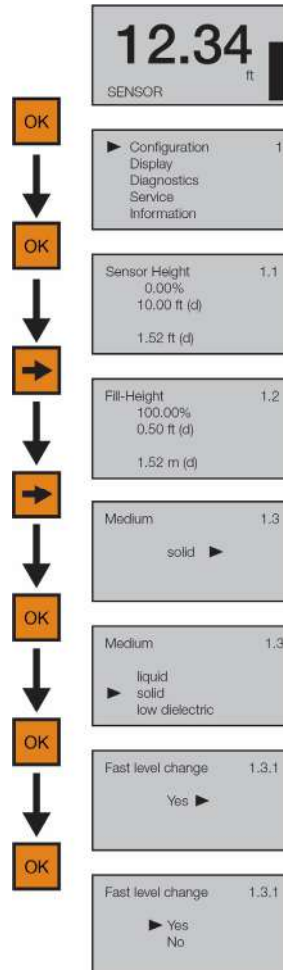 12.34
ft
SENSOR
OK
Configuration 1
Display
Diagnostics
Service
Information
OK
Sensor Height 1.1
0.00%
10.00 ft (d)
1.52 ft (d)
Fill-Height 1.2
100.00%
0.50 ft (d)
1.52 m (d)
Medium 1.3
solid
OK
Medium 1.3
liquid
solid
low dielectric
OK
Fast level change 1.3.1
Yes
OK
Fast level change 1.3.1
Yes
No